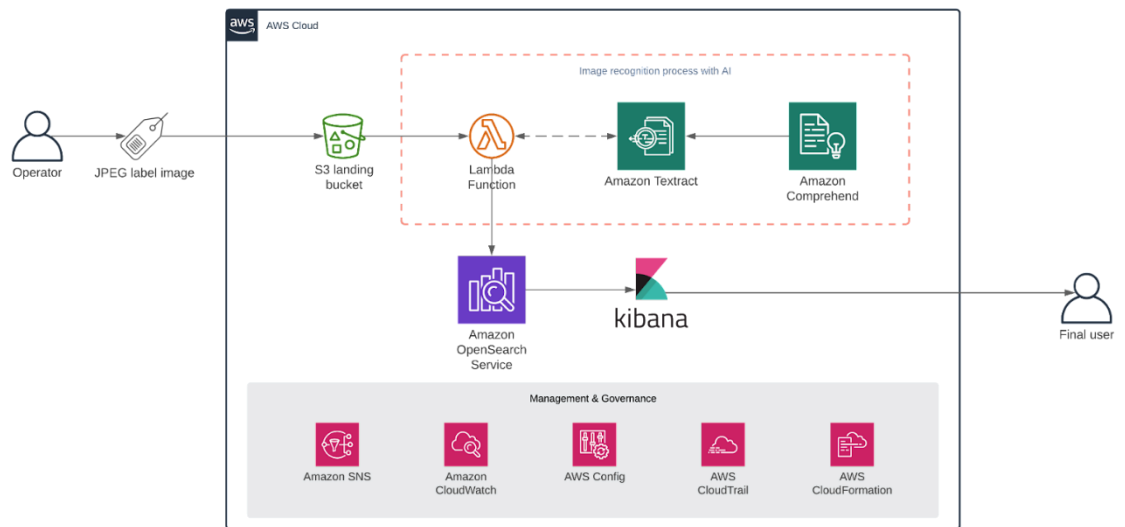 aws
AWS Cloud
Image recognition process with AI
Operator
JPEG label image
S3 landing
bucket
Lambda
Function
Amazon Textract
Amazon
Comprehend
Amazon
OpenSearch
Service
kibana
Final user
Management & Governance
Amazon SNS
Amazon
CloudWatch
AWS Config
AWS
CloudTrail
AWS
CloudFormation